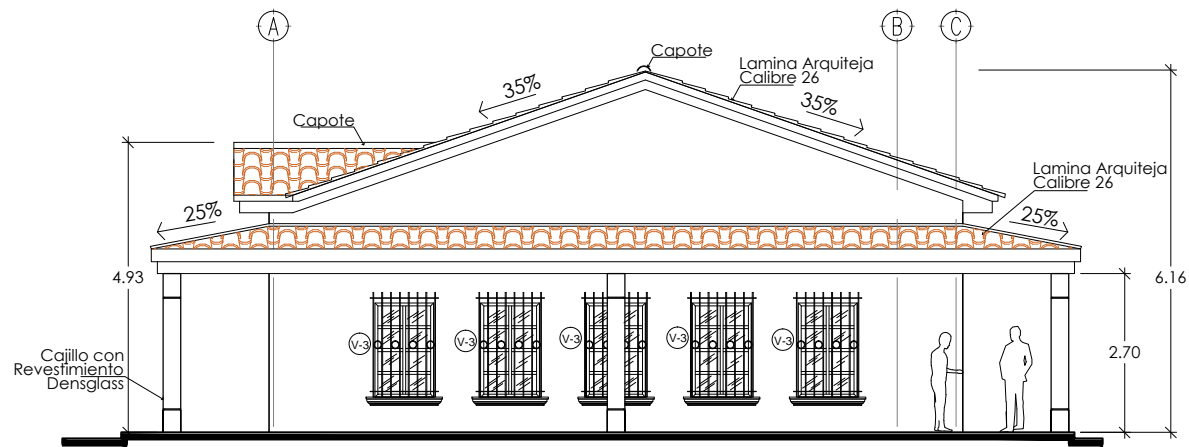 A
B
C
Capote
Lamina Arquiteja
Calibre 26
35%
35%
Capote
Lamina Arquiteja
Calibre 26
25%
25%
4.93
6.16
V-3
V-3
V-3
V-3
V-3
2.70
Cajillo con
Revestimiento
Densglass